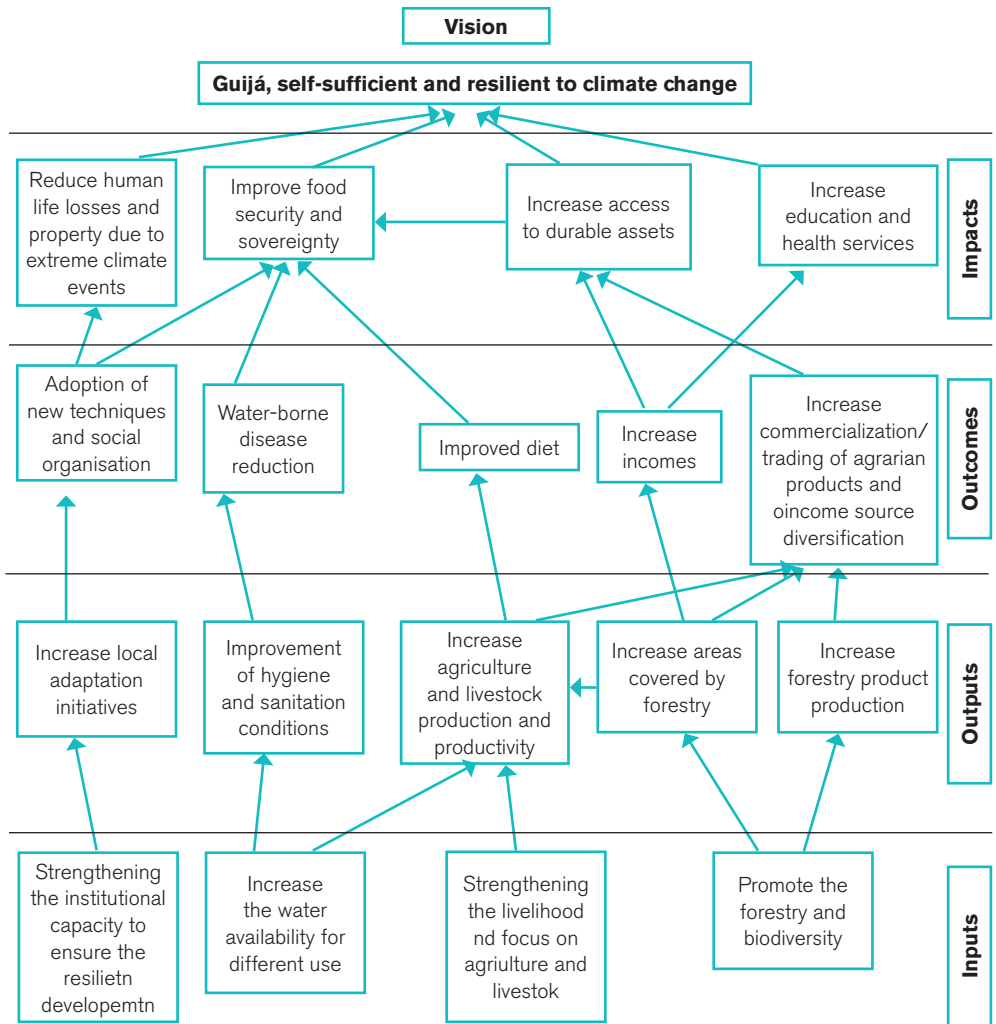 Vision
Guijá, self-sufficient and resilient to climate change
Reduce human
life losses and
property due to
extreme climate
events
Improve food
security and
sovereignty
Increase access
to durable assets
Increase
education and
health services
Impacts
Adoption of
new techniques
and social
organisation
Water-borne
disease
reduction
Improved diet
Increase
incomes
Increase
commercialization/
trading of agrarian
products and
oincome source
diversification
Outcomes
Increase local
adaptation
initiatives
Improvement
of hygiene
and sanitation
conditions
Increase
agriculture
and livestock
production and
productivity
Increase areas
covered by
forestry
Increase
forestry product
production
Outputs
Strengthening
the institutional
capacity to
ensure the
resilietn
developemtn
Increase
the water
availability for
different use
Strengthening
the livelihood
nd focus on
agriulture and
livestok
Promote the
forestry and
biodiversity
Inputs